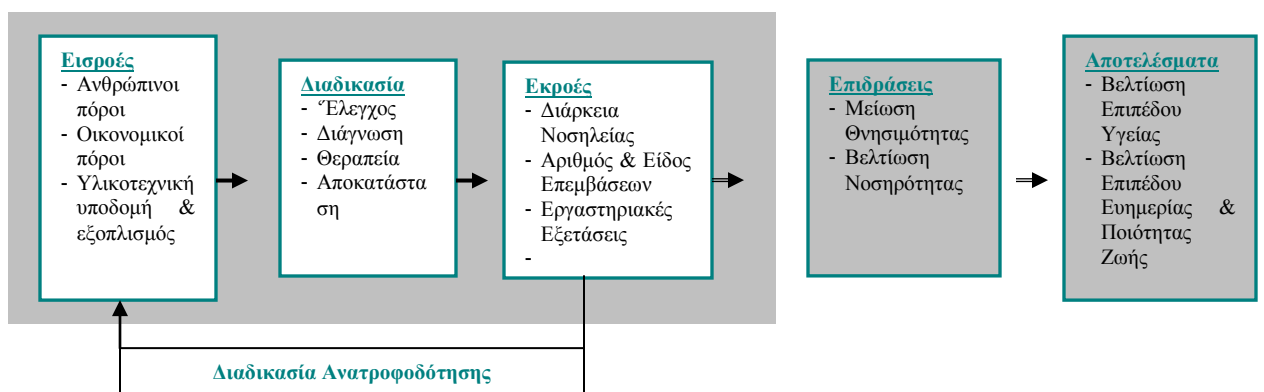 Εισροές
- Ανθρώπινοι
πόροι
- Οικονομικοί
πόροι
- Υλικοτεχνική
υποδομή &
εξοπλισμός
Διαδικασία
- Έλεγχος
- Διάγνωση
- Θεραπεία
- Αποκατάστα
ση
Εκροές
- Διάρκεια
Νοσηλείας
- Αριθμός & Είδος
Επεμβάσεων
- Εργαστηριακές
Εξετάσεις
-
Επιδράσεις
- Μείωση
Θνησιμότητας
- Βελτίωση
Νοσηρότητας
Αποτελέσματα
- Βελτίωση
Επιπέδου
Υγείας
- Βελτίωση
Επιπέδου
Ευημερίας &
Ποιότητας
Ζωής
Διαδικασία Ανατροφοδότησης